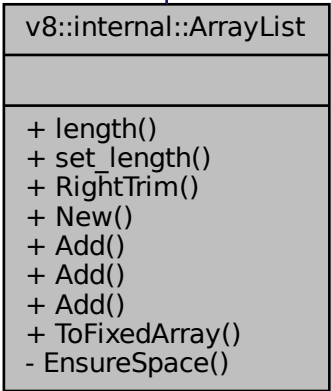 v8::internal::ArrayList
+ length()
+ set_length()
+ RightTrim()
+ New()
+ Add()
+ Add()
+ Add()
+ ToFixedArray()
- EnsureSpace()